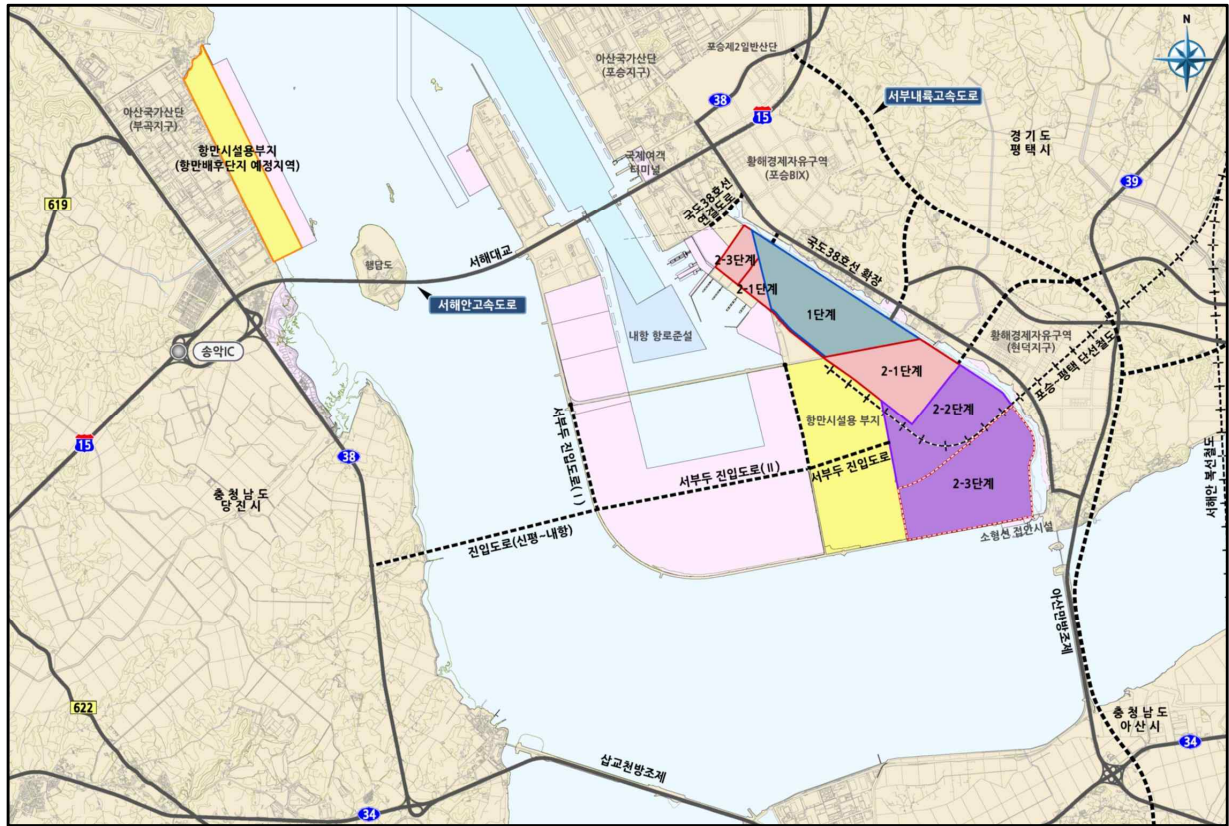 N
아산국가산단
(포승지구)
포승제2일반산단
38
15
서부내륙고속도로
경 기 도
평 택 시
39
아산국가산단
(부곡지구)
항만시설용부지
(항만배후단지 예정지역)
619
국제여객
터미널
황해경제자유구역
(포승BIX)
국도38호선
연결도로
국도38호선 확장
행담도
서해대교
서해안고속도로
송악IC
내항 항로준설
2-3단계
2-1단계
1단계
2-1단계
2-2단계
2-3단계
황해경제자유구역
(현덕지구)
포승~평택 단선철도
서해안 복선철도
항만시설용 부지
서부두 진입도로(Ⅰ)
서부두 진입도로(Ⅱ)
서부두 진입도로
진입도로(신평~내항)
소형선 접안시설
15
38
충 청 남 도
당 진 시
아산만방조제
622
34
삽교천방조제
충 청 남 도
아 산 시
34